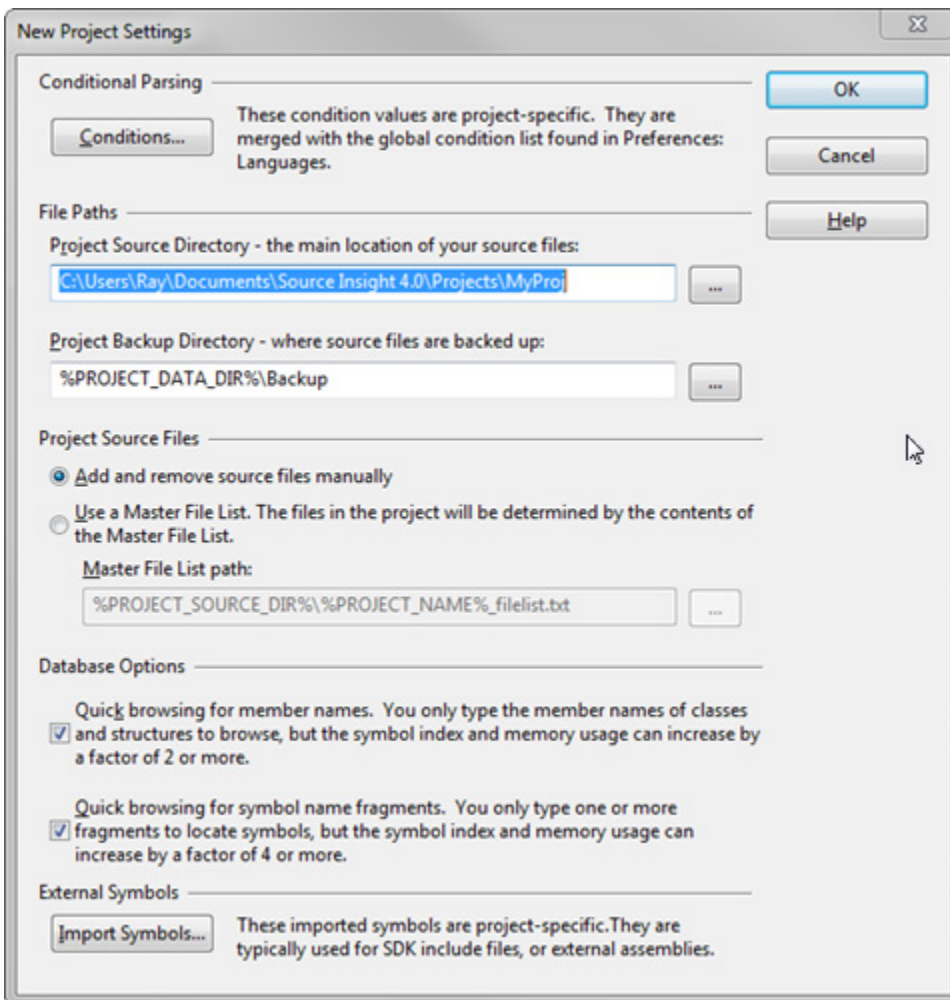 New Project Settings
Conditional Parsing
OK
Conditions...
These condition values are project-specific.  They are
merged with the global condition list found in Preferences:
Languages.
Cancel
File Paths
Help
Project Source Directory - the main location of your source files:
C:\Users\Ray\Documents\Source Insight 4.0\Projects\MyProj
...
Project Backup Directory - where source files are backed up:
%PROJECT_DATA_DIR%\Backup
...
Project Source Files
Add and remove source files manually
Use a Master File List. The files in the project will be determined by the contents of
the Master File List.
Master File List path:
%PROJECT_SOURCE_DIR%\%PROJECT_NAME%_filelist.txt
...
Database Options
Quick browsing for member names.  You only type the member names of classes
and structures to browse, but the symbol index and memory usage can increase by
a factor of 2 or more.
Quick browsing for symbol name fragments.  You only type one or more
fragments to locate symbols, but the symbol index and memory usage can
increase by a factor of 4 or more.
External Symbols
Import Symbols...
These imported symbols are project-specific.They are
typically used for SDK include files, or external assemblies.